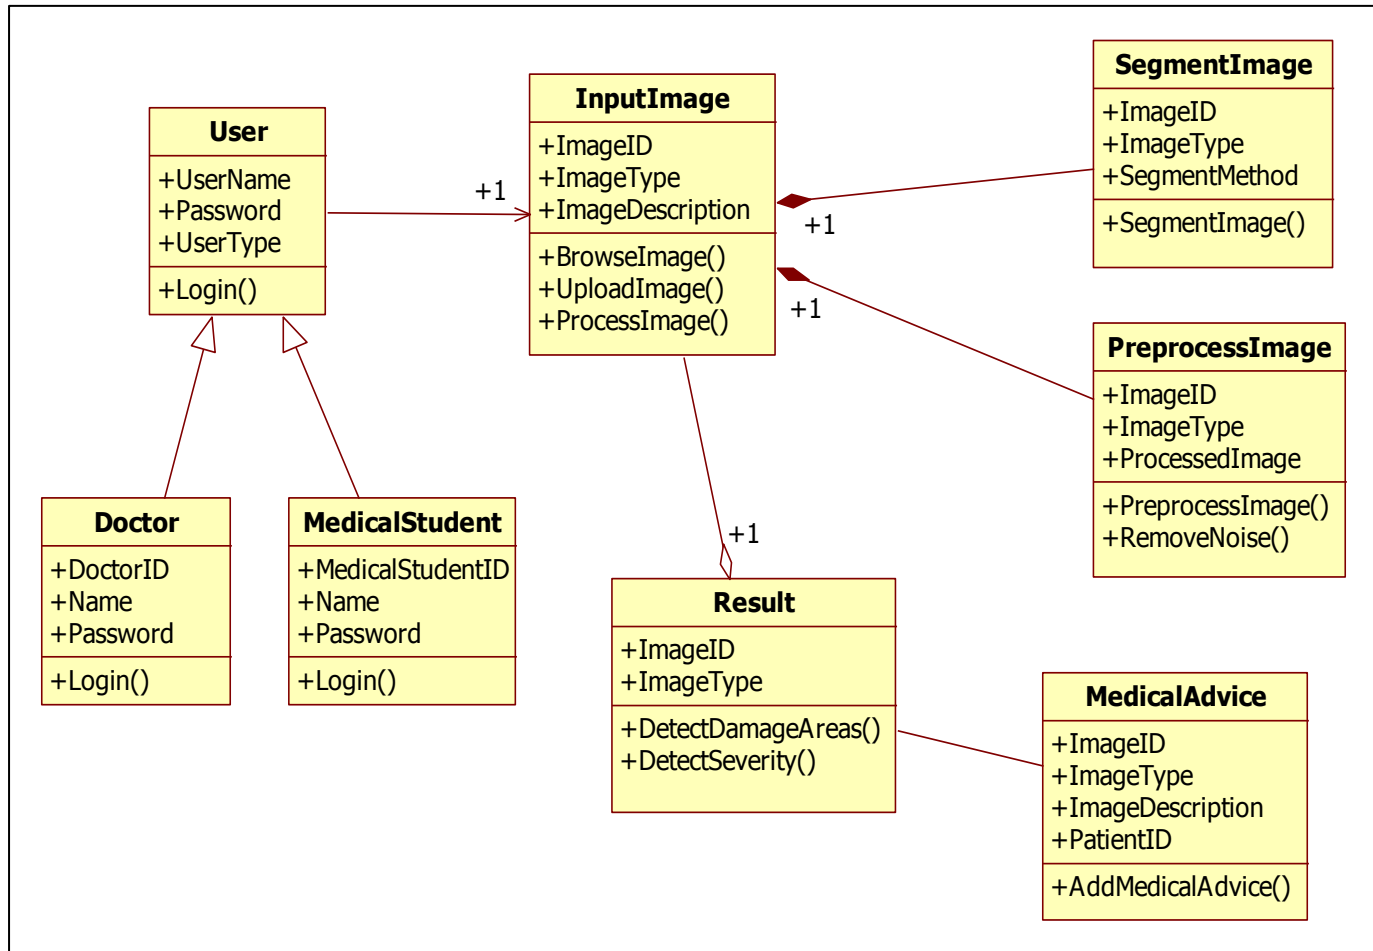 User
+UserName
+Password
+UserType
+Login()
+1
InputImage
+ImageID
+ImageType
+ImageDescription
+BrowseImage()
+UploadImage()
+ProcessImage()
+1
+1
SegmentImage
+ImageID
+ImageType
+SegmentMethod
+SegmentImage()
PreprocessImage
+ImageID
+ImageType
+ProcessedImage
+PreprocessImage()
+RemoveNoise()
Doctor
+DoctorID
+Name
+Password
+Login()
MedicalStudent
+MedicalStudentID
+Name
+Password
+Login()
+1
Result
+ImageID
+ImageType
+DetectDamageAreas()
+DetectSeverity()
MedicalAdvice
+ImageID
+ImageType
+ImageDescription
+PatientID
+AddMedicalAdvice()